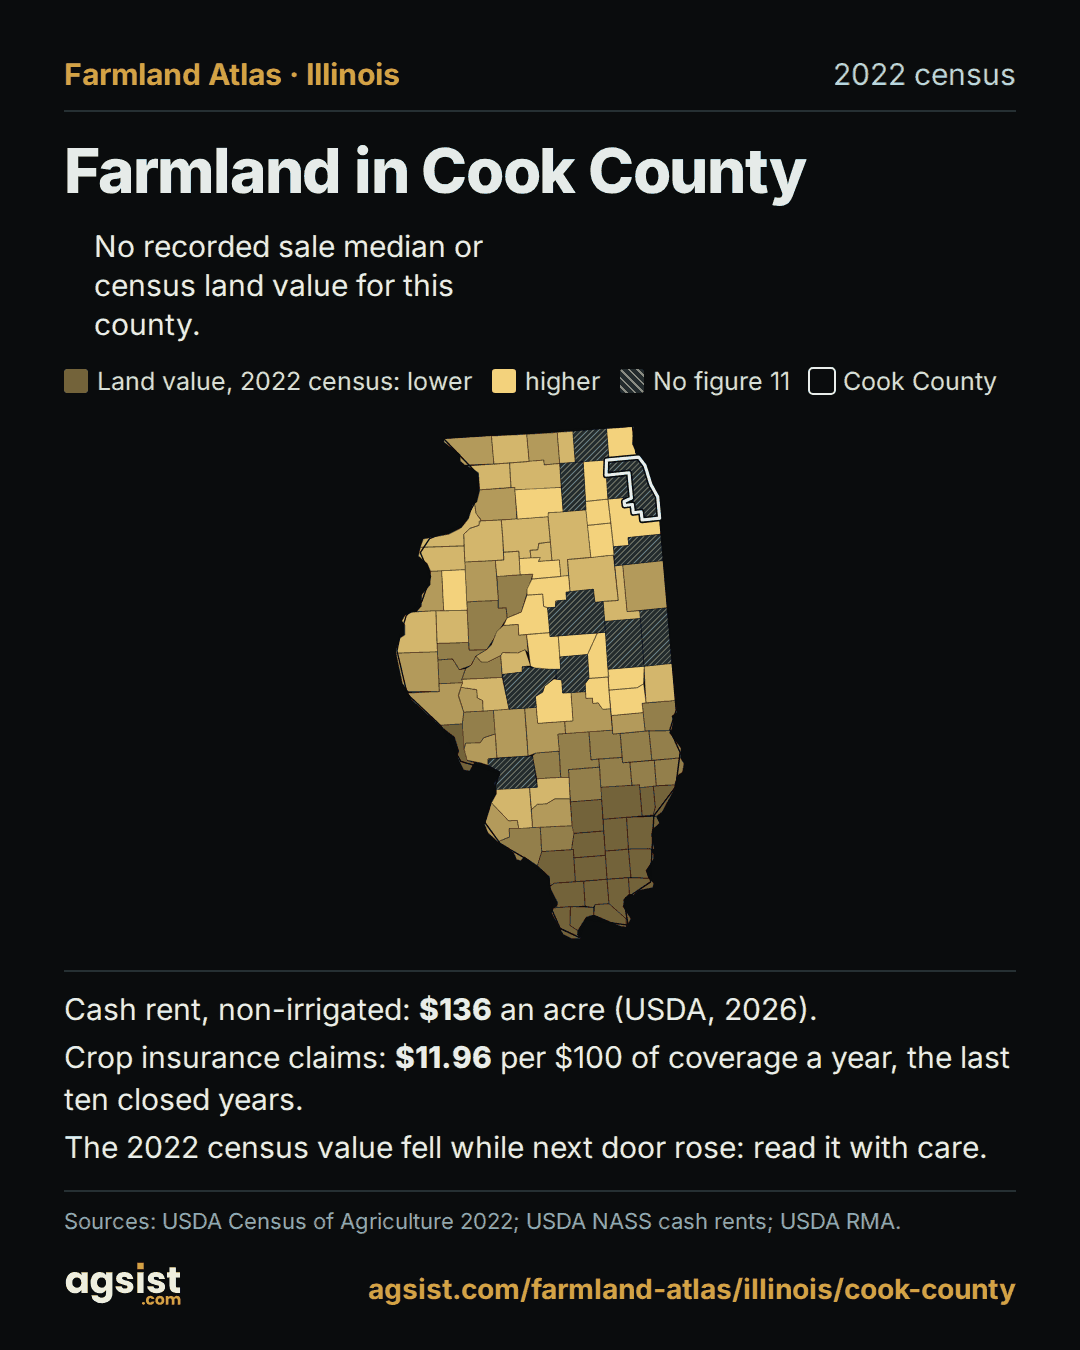 Farmland Atlas · Illinois
2022 census
Farmland in Cook County
No recorded sale median or
census land value for this
county.
Land value, 2022 census: lower higher No figure 11 Cook County
Cash rent, non-irrigated: $136 an acre (USDA, 2026).
Crop insurance claims: $11.96 per $100 of coverage a year, the last
ten closed years.
The 2022 census value fell while next door rose: read it with care.
Sources: USDA Census of Agriculture 2022; USDA NASS cash rents; USDA RMA.
agsist
.com
agsist.com/farmland-atlas/illinois/cook-county